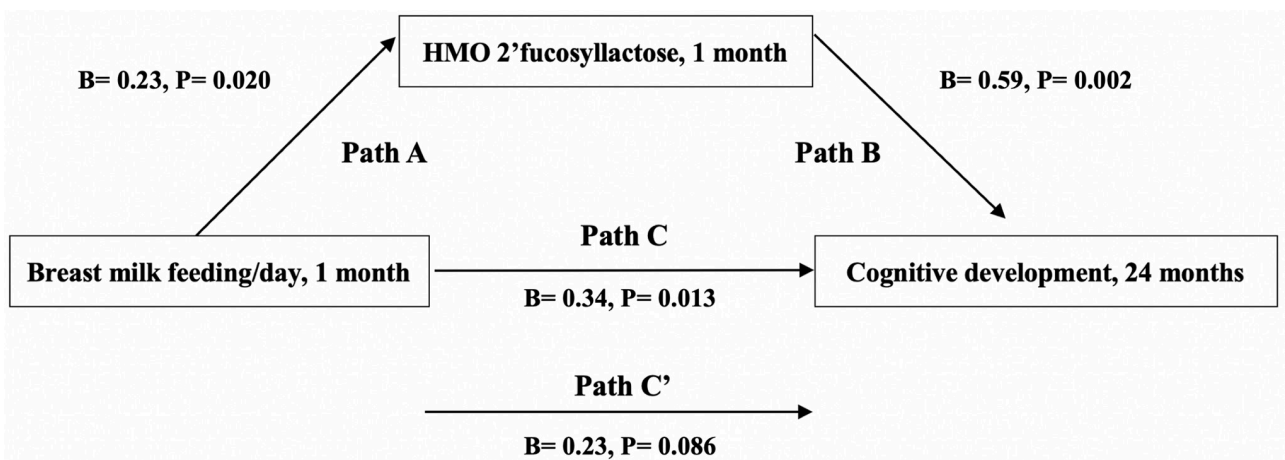 HMO 2’fucosyllactose, 1 month
B= 0.23, P= 0.020
B= 0.59, P= 0.002
Path A
Path B
Path C
Breast milk feeding/day, 1 month
Cognitive development, 24 months
B= 0.34, P= 0.013
Path C’
B= 0.23, P= 0.086